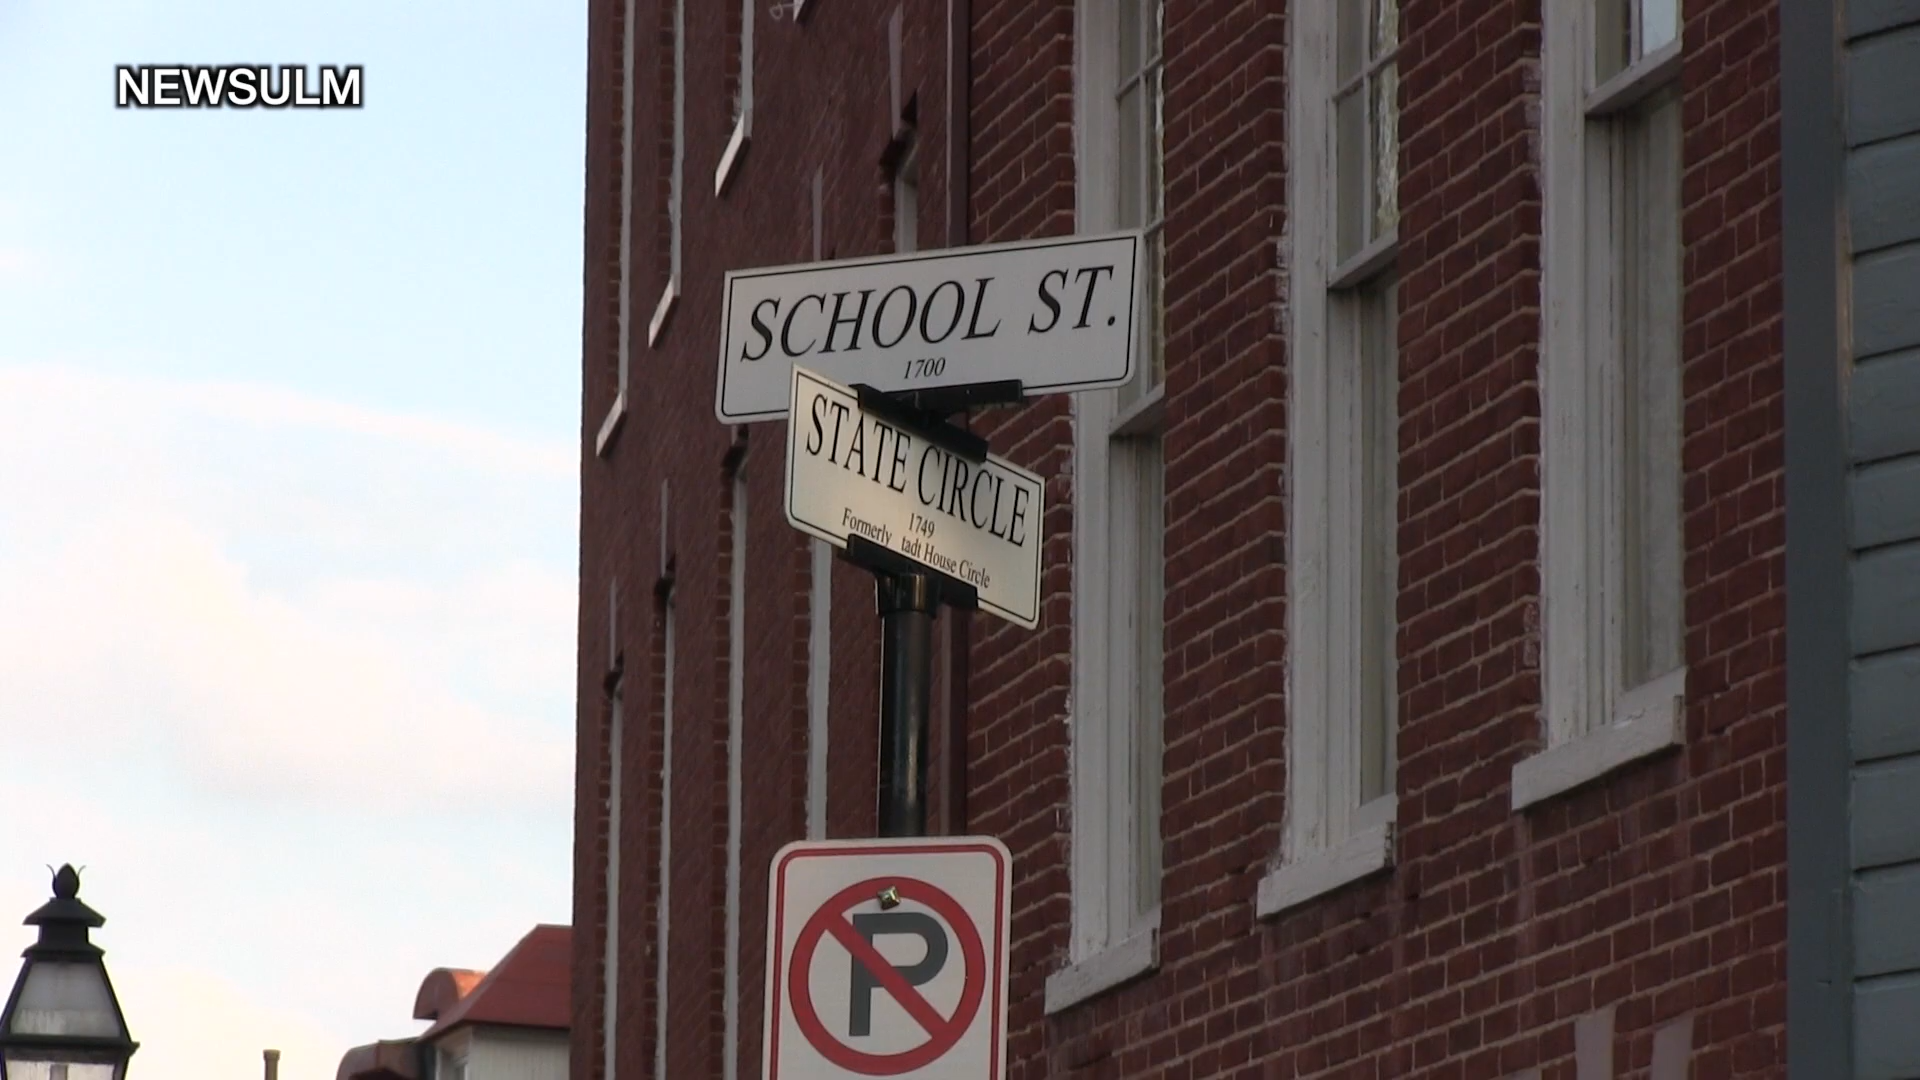 NEWSULM
SCHOOL ST.
1700
STATE CIRCLE
1749
Formerly tadt House Circle
P